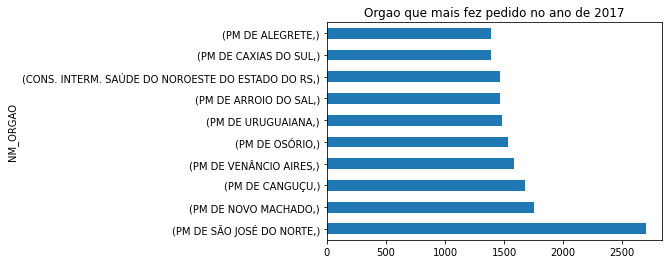 Orgao que mais fez pedido no ano de 2017
NM_ORGAO
(PM DE ALEGRETE,)
(PM DE CAXIAS DO SUL,)
(CONS. INTERM. SAÚDE DO NOROESTE DO ESTADO DO RS,)
(PM DE ARROIO DO SAL,)
(PM DE URUGUAIANA,)
(PM DE OSÓRIO,)
(PM DE VENÂNCIO AIRES,)
(PM DE CANGUÇU,)
(PM DE NOVO MACHADO,)
(PM DE SÃO JOSÉ DO NORTE,)
0 500 1000 1500 2000 2500